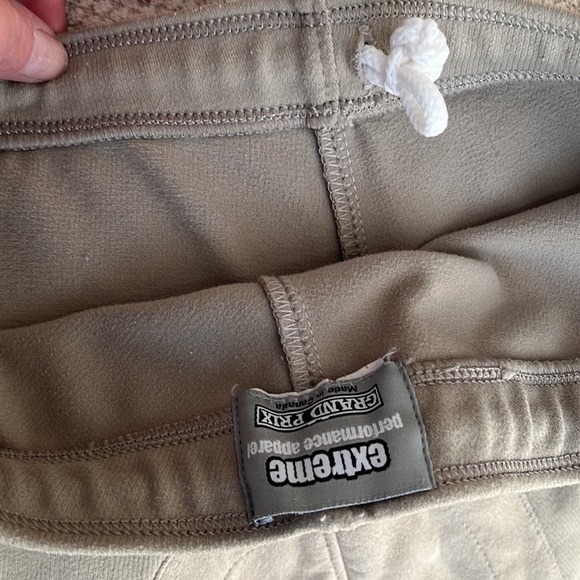 extreme
performance apparel
GRAND PRIX
Made in Canada